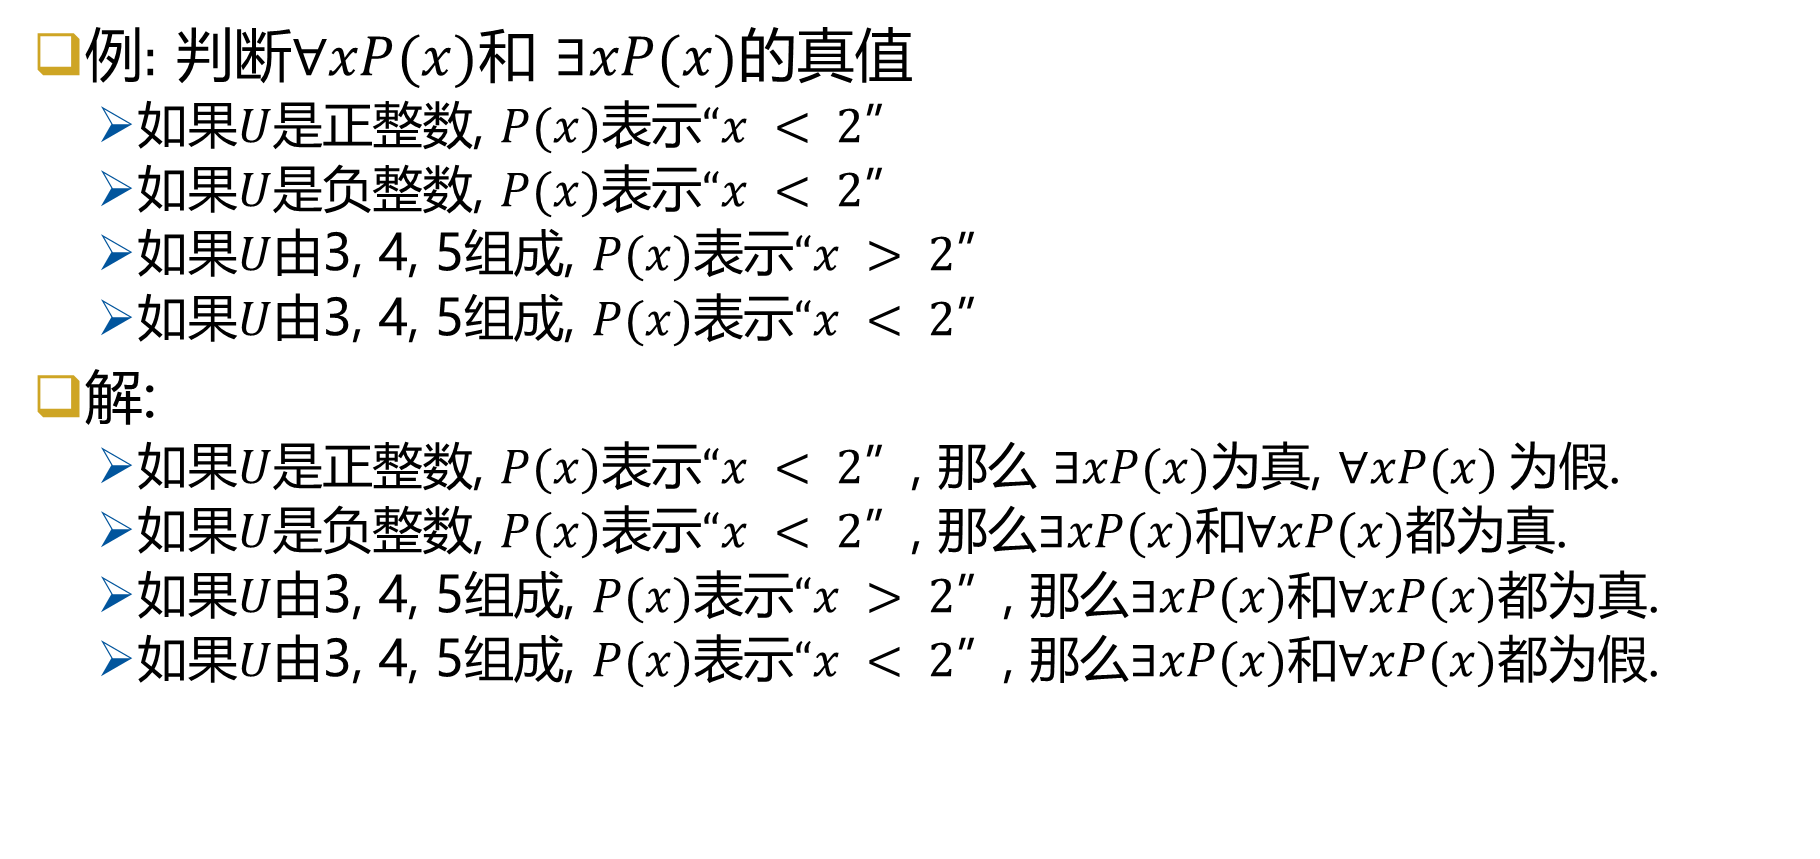 例: 判断∀xP(x)和 ∃xP(x)的真值
如果U是正整数, P(x)表示“x < 2”
如果U是负整数, P(x)表示“x < 2”
如果U由3, 4, 5组成, P(x)表示“x > 2”
如果U由3, 4, 5组成, P(x)表示“x < 2”
解:
如果U是正整数, P(x)表示“x < 2” , 那么 ∃xP(x)为真, ∀xP(x) 为假.
如果U是负整数, P(x)表示“x < 2” , 那么∃xP(x)和∀xP(x)都为真.
如果U由3, 4, 5组成, P(x)表示“x > 2” , 那么∃xP(x)和∀xP(x)都为真.
如果U由3, 4, 5组成, P(x)表示“x < 2” , 那么∃xP(x)和∀xP(x)都为假.